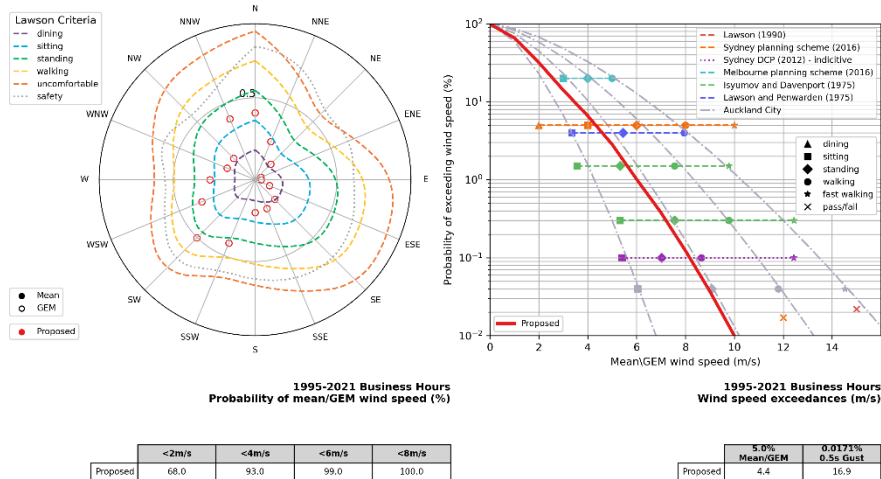 Lawson Criteria
dining
sitting
standing
walking
uncomfortable
safety
N
NNE
NE
ENE
E
ESE
SE
SSE
S
SSW
SW
WSW
W
WNW
NW
NNW
0.5
Mean
GEM
Proposed
1995-2021 Business Hours
Probability of mean/GEM wind speed (%)
<2m/s <4m/s <6m/s <8m/s
Proposed 68.0 93.0 99.0 100.0
Probability of exceeding wind speed (%)
10²
10¹
10⁰
10⁻¹
10⁻²
0 2 4 6 8 10 12 14
Mean\GEM wind speed (m/s)
Lawson (1990)
Sydney planning scheme (2016)
Sydney DCP (2012) - Indicitive
Melbourne planning scheme (2016)
Isyumov and Davenport (1975)
Lawson and Penwarden (1975)
Auckland City
dining
sitting
standing
walking
fast walking
pass/fail
Proposed
1995-2021 Business Hours
Wind speed exceedances (m/s)
5.0% 0.0171%
Mean/GEM 0.5s Gust
Proposed 4.4 16.9